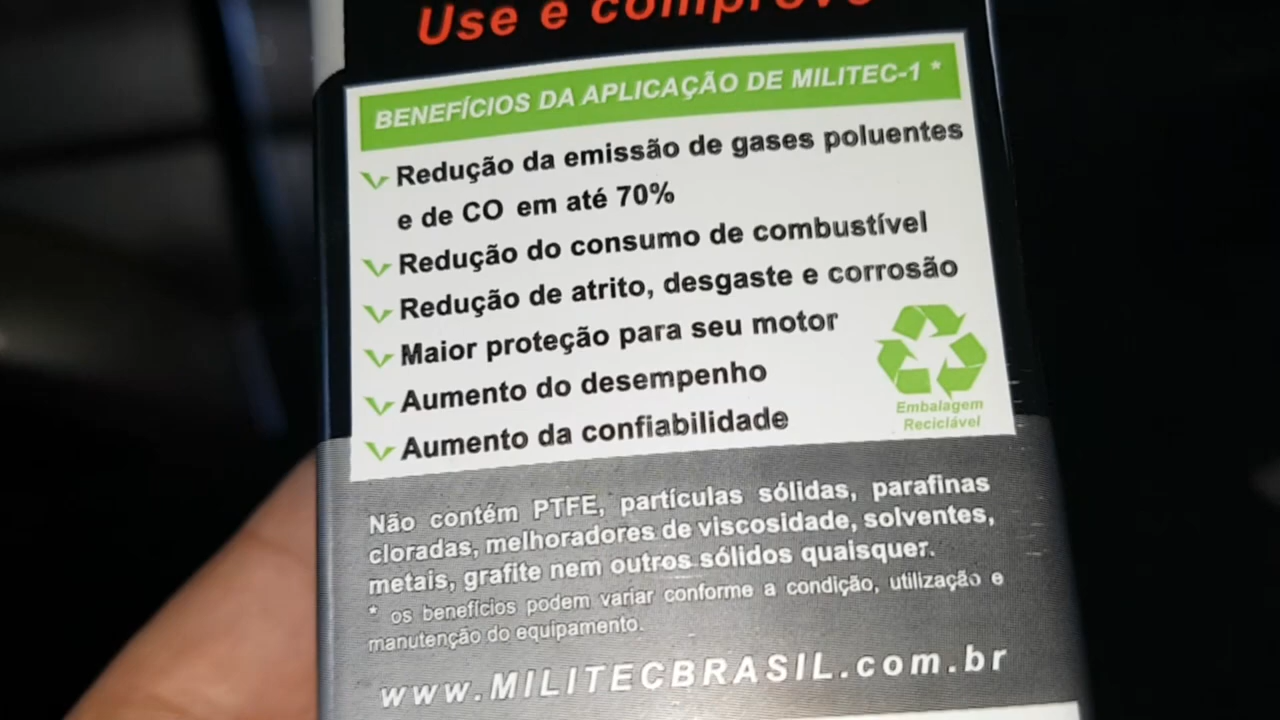 Use e comprove
BENEFÍCIOS DA APLICAÇÃO DE MILITEC-1 *
Redução da emissão de gases poluentes
e de CO em até 70%
Redução do consumo de combustível
Redução de atrito, desgaste e corrosão
Maior proteção para seu motor
Aumento do desempenho
Aumento da confiabilidade
Embalagem
Reciclável
Não contém PTFE, partículas sólidas, parafinas
cloradas, melhoradores de viscosidade, solventes,
metais, grafite nem outros sólidos quaisquer.
* os benefícios podem variar conforme a condição, utilização e
manutenção do equipamento.
www.MILITECBRASIL.com.br